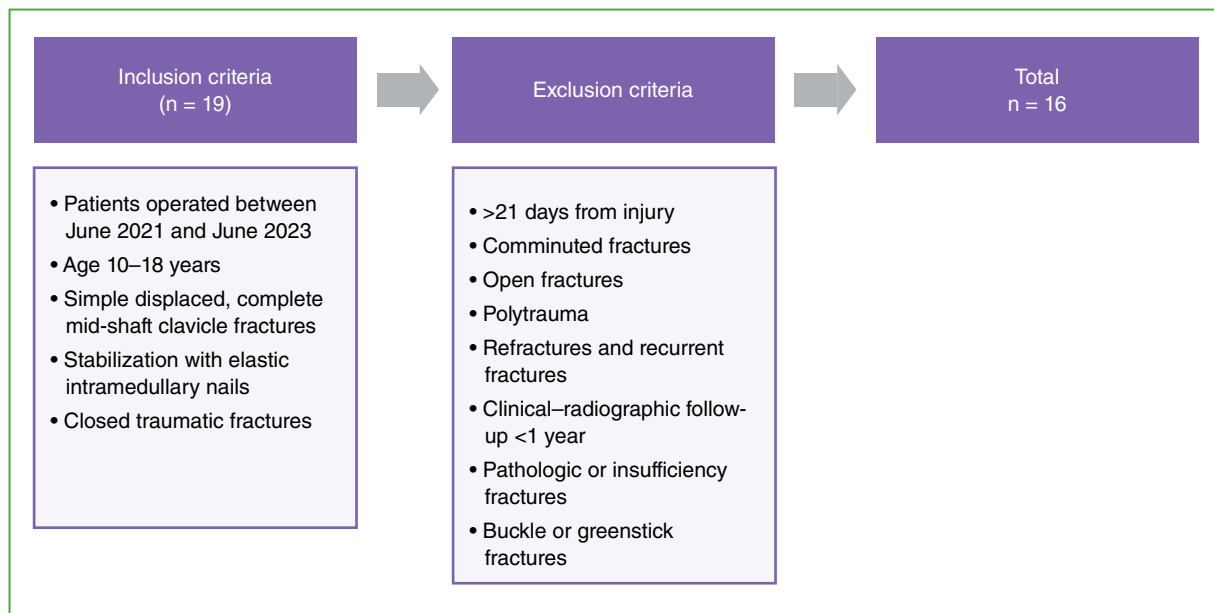 Inclusion criteria
(n = 19)
Exclusion criteria
Total
n = 16
• Patients operated between
June 2021 and June 2023
• Age 10–18 years
• Simple displaced, complete
mid-shaft clavicle fractures
• Stabilization with elastic
intramedullary nails
• Closed traumatic fractures
• >21 days from injury
• Comminuted fractures
• Open fractures
• Polytrauma
• Refractures and recurrent
fractures
• Clinical–radiographic follow-
up <1 year
• Pathologic or insufficiency
fractures
• Buckle or greenstick
fractures